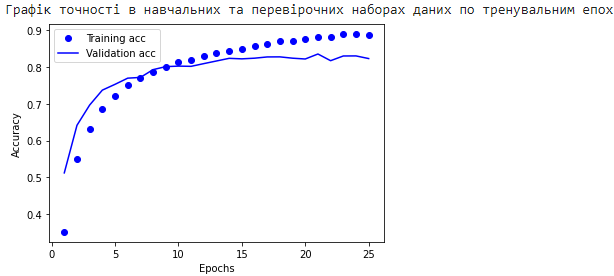 Графік точності в навчальних та перевірочних наборах даних по тренувальним епох
0.9
Training acc
Validation acc
0.8
0.7
0.6
0.5
0.4
Accuracy
0 5 10 15 20 25
Epochs